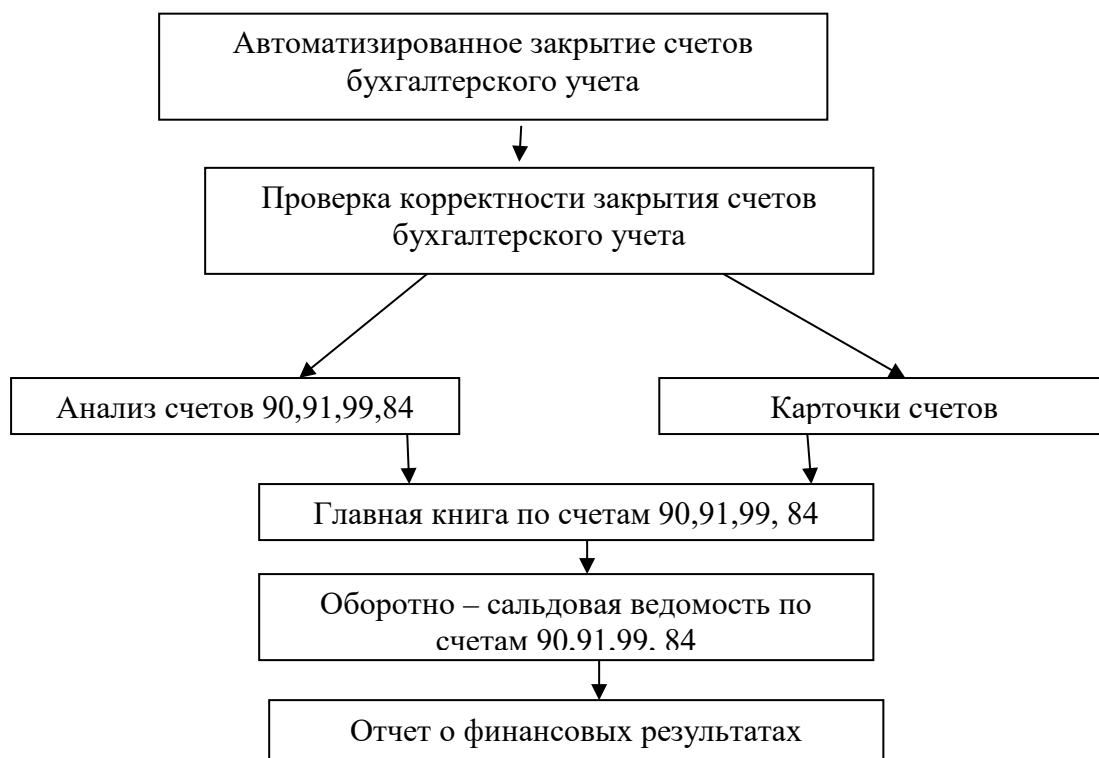 Автоматизированное закрытие счетов
бухгалтерского учета
Проверка корректности закрытия счетов
бухгалтерского учета
Анализ счетов 90,91,99,84
Карточки счетов
Главная книга по счетам 90,91,99, 84
Оборотно – сальдовая ведомость по
счетам 90,91,99, 84
Отчет о финансовых результатах